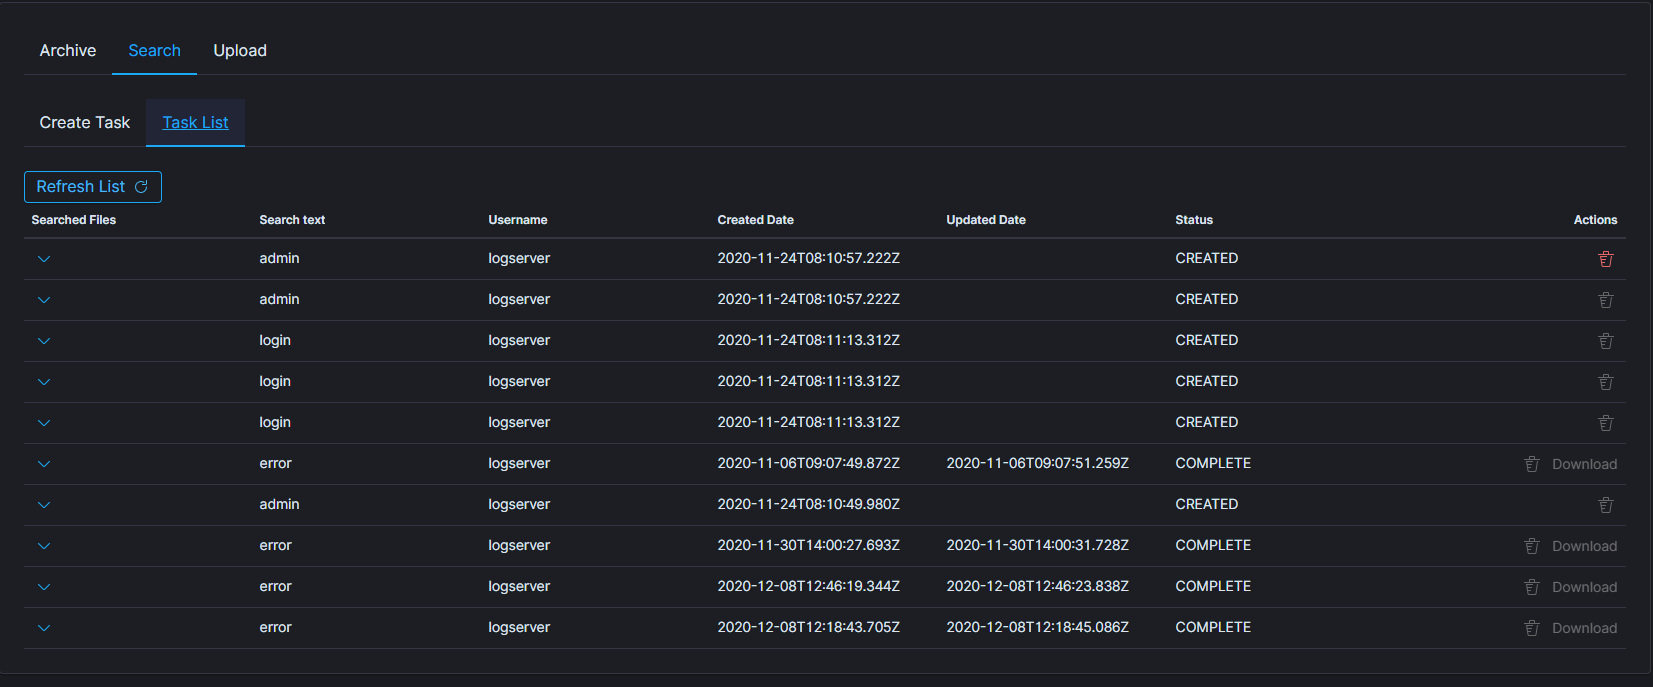 Archive Search Upload
Create Task Task List
Refresh List
Searched Files Search text Username Created Date Updated Date Status Actions
admin logserver 2020-11-24T08:10:57.222Z CREATED
admin logserver 2020-11-24T08:10:57.222Z CREATED
login logserver 2020-11-24T08:11:13.312Z CREATED
login logserver 2020-11-24T08:11:13.312Z CREATED
login logserver 2020-11-24T08:11:13.312Z CREATED
error logserver 2020-11-06T09:07:49.872Z 2020-11-06T09:07:51.259Z COMPLETE Download
admin logserver 2020-11-24T08:10:49.980Z CREATED
error logserver 2020-11-30T14:00:27.693Z 2020-11-30T14:00:31.728Z COMPLETE Download
error logserver 2020-12-08T12:46:19.344Z 2020-12-08T12:46:23.838Z COMPLETE Download
error logserver 2020-12-08T12:18:43.705Z 2020-12-08T12:18:45.086Z COMPLETE Download